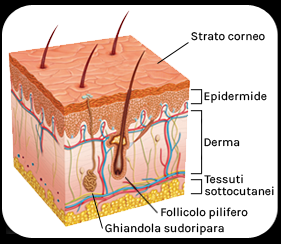 Strato corneo
Epidermide
Derma
Tessuti
sottocutanei
Follicolo pilifero
Ghiandola sudoripara